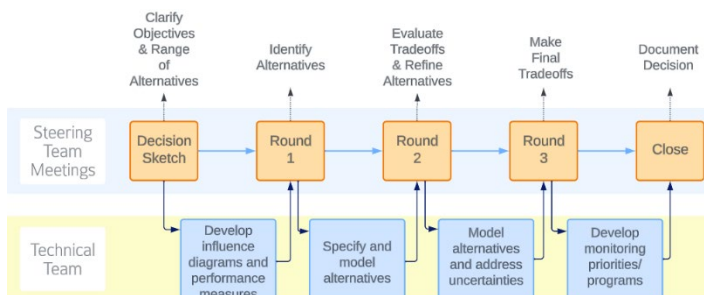 Clarify
Objectives
& Range
of
Alternatives
Identify
Alternatives
Evaluate
Tradeoffs
& Refine
Alternatives
Make
Final
Tradeoffs
Document
Decision
Steering
Team
Meetings
Decision
Sketch
Round
1
Round
2
Round
3
Close
Technical
Team
Develop
influence
diagrams and
performance
measures
Specify and
model
alternatives
Model
alternatives
and address
uncertainties
Develop
monitoring
priorities/
programs